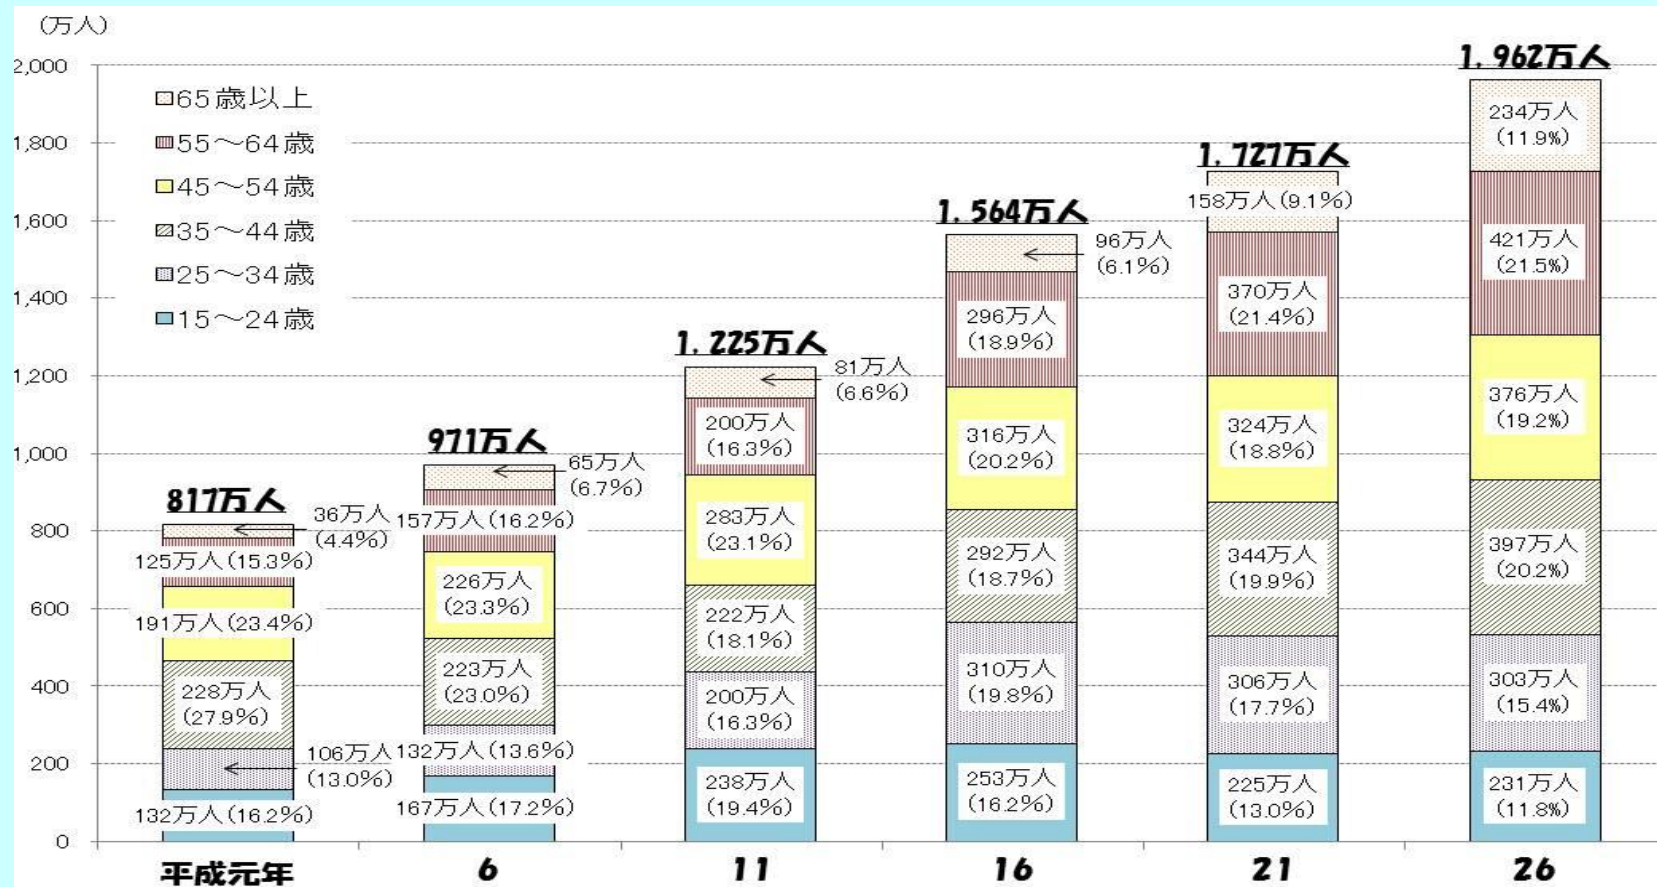 （万人）
2,000
1,800
1,600
1,400
1,200
1,000
800
600
400
200
0
65歳以上
55～64歳
45～54歳
35～44歳
25～34歳
15～24歳
817万人
36万人
(4.4%)
125万人(15.3%)
191万人(23.4%)
228万人
(27.9%)
106万人
(13.0%)
132万人(16.2%)
平成元年
971万人
65万人
(6.7%)
157万人(16.2%)
226万人
(23.3%)
223万人
(23.0%)
132万人(13.6%)
167万人(17.2%)
6
1,225万人
81万人
(6.6%)
200万人
(16.3%)
283万人
(23.1%)
222万人
(18.1%)
200万人
(16.3%)
238万人
(19.4%)
11
1,564万人
96万人
(6.1%)
296万人
(18.9%)
316万人
(20.2%)
292万人
(18.7%)
310万人
(19.8%)
253万人
(16.2%)
16
1,727万人
158万人(9.1%)
370万人
(21.4%)
324万人
(18.8%)
344万人
(19.9%)
306万人
(17.7%)
225万人
(13.0%)
21
1,962万人
234万人
(11.9%)
421万人
(21.5%)
376万人
(19.2%)
397万人
(20.2%)
303万人
(15.4%)
231万人
(11.8%)
26